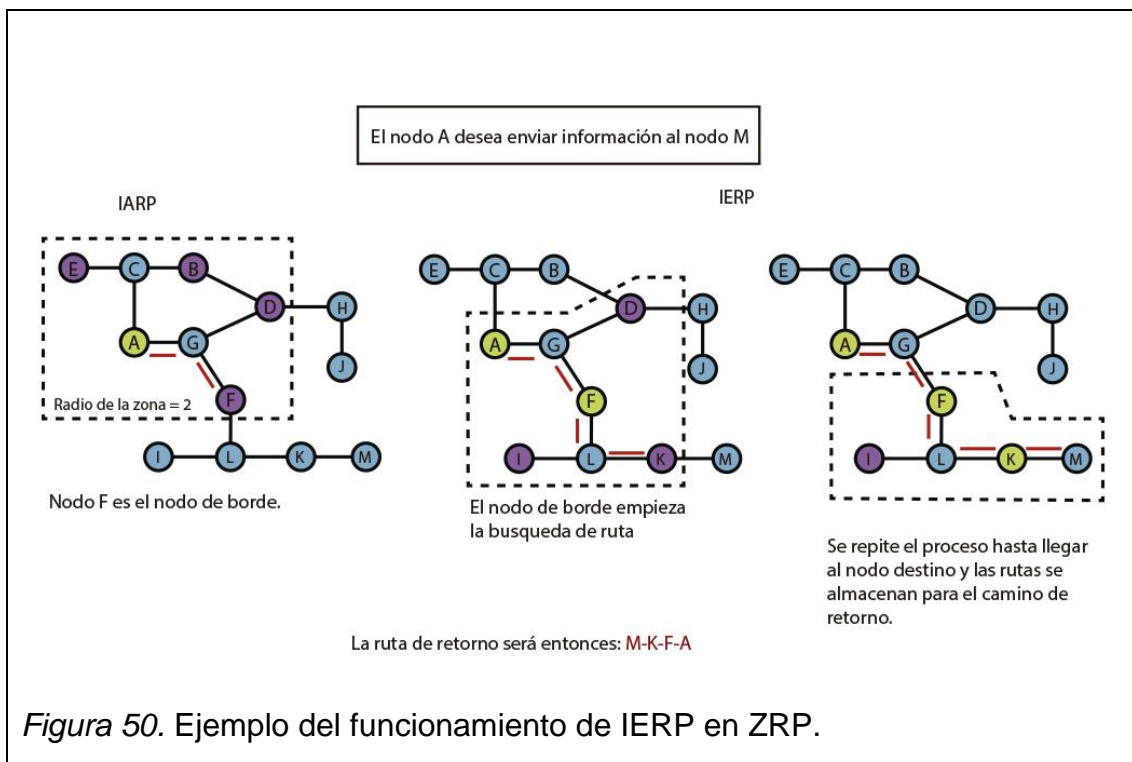 El nodo A desea enviar información al nodo M
IARP
IERP
E
C
B
D
H
A
G
J
F
Radio de la zona = 2
I
L
K
M
Nodo F es el nodo de borde.
E
C
B
D
H
A
G
J
F
I
L
K
M
El nodo de borde empieza
la busqueda de ruta
E
C
B
D
H
A
G
J
F
I
L
K
M
Se repite el proceso hasta llegar
al nodo destino y las rutas se
almacenan para el camino de
retorno.
La ruta de retorno será entonces: M-K-F-A
Figura 50. Ejemplo del funcionamiento de IERP en ZRP.